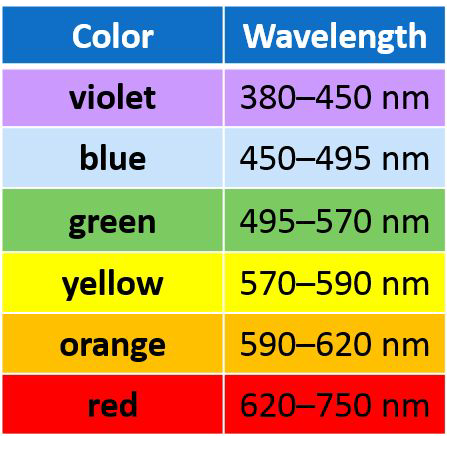 Color Wavelength
violet 380–450 nm
blue 450–495 nm
green 495–570 nm
yellow 570–590 nm
orange 590–620 nm
red 620–750 nm